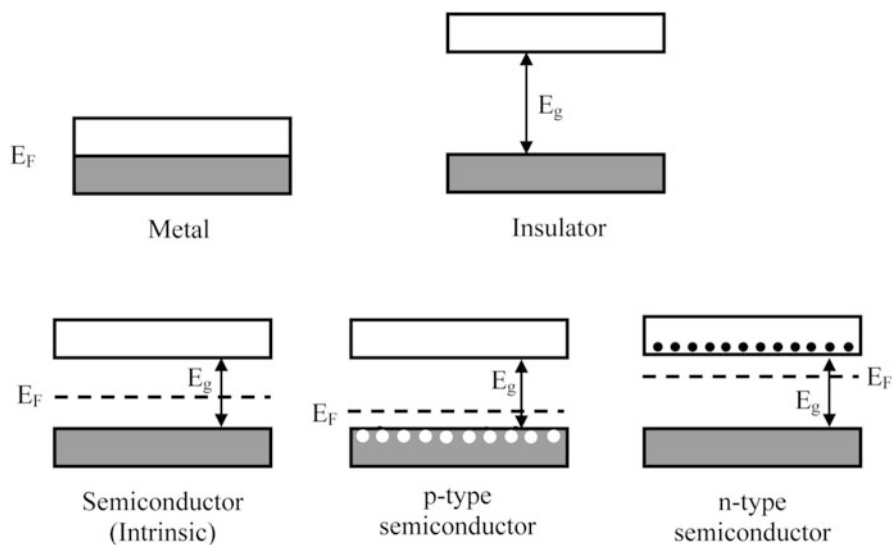 E_g
E_F
Metal
Insulator
E_g
E_F
E_g
E_F
E_F
E_g
Semiconductor
(Intrinsic)
p-type
semiconductor
n-type
semiconductor